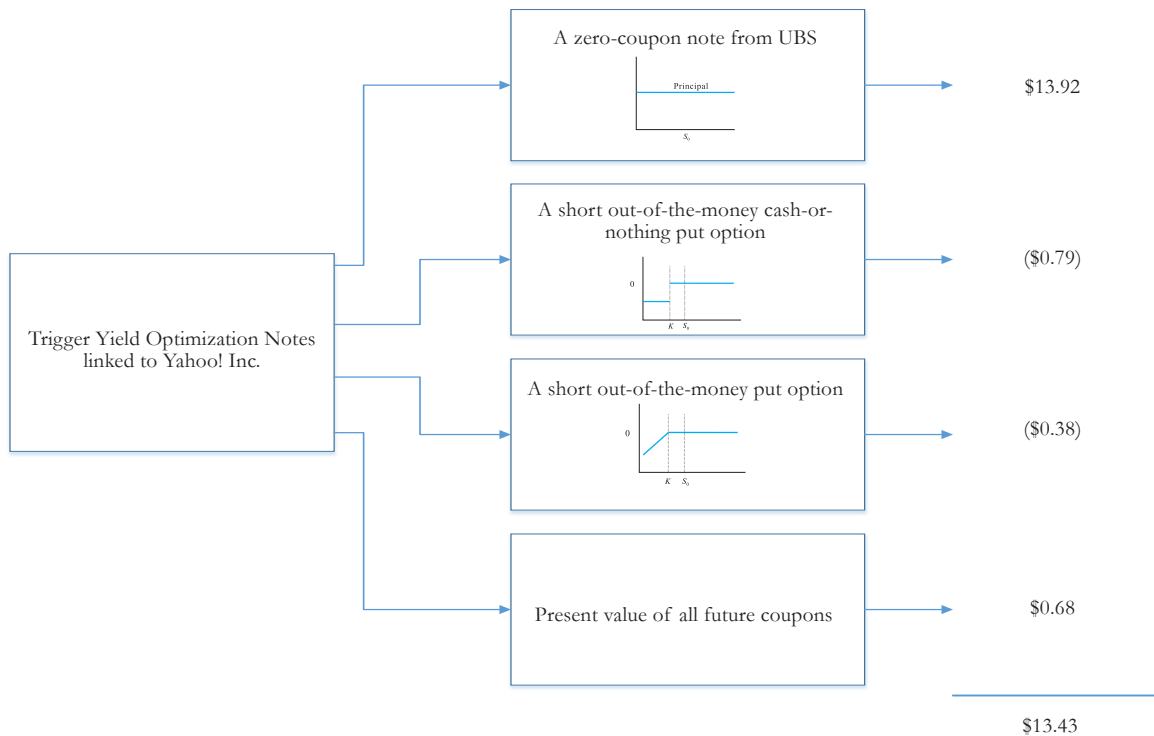 A zero-coupon note from UBS
Principal
S₀
$13.92
A short out-of-the-money cash-or-
nothing put option
0
K S₀
($0.79)
Trigger Yield Optimization Notes
linked to Yahoo! Inc.
A short out-of-the-money put option
0
K S₀
($0.38)
Present value of all future coupons
$0.68
$13.43